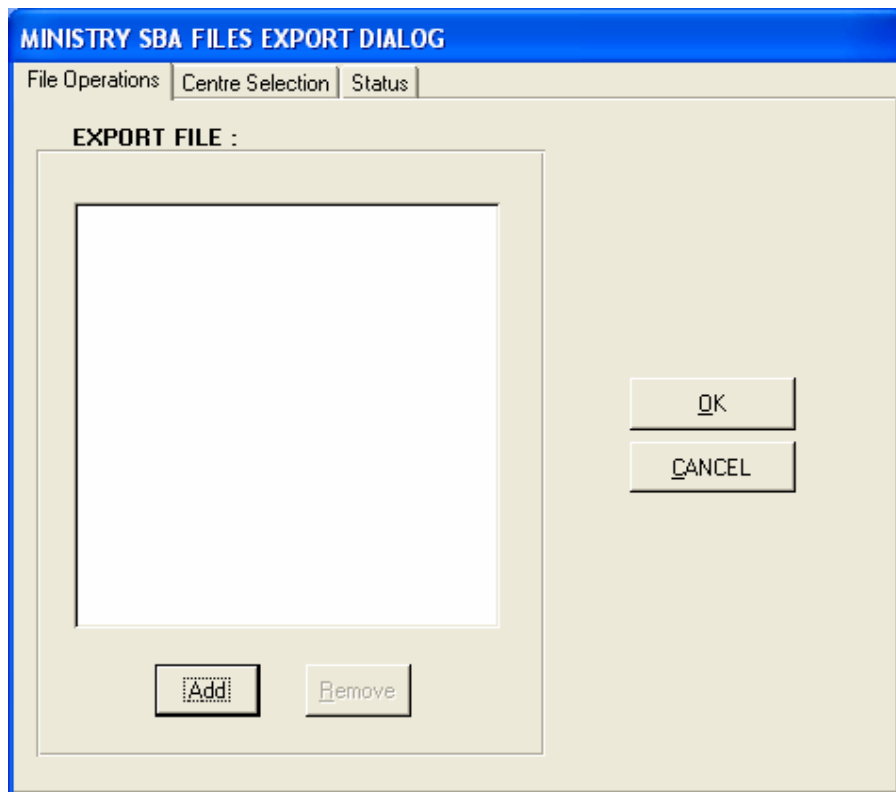 MINISTRY SBA FILES EXPORT DIALOG
File Operations Centre Selection Status
EXPORT FILE :
OK
CANCEL
Add Remove